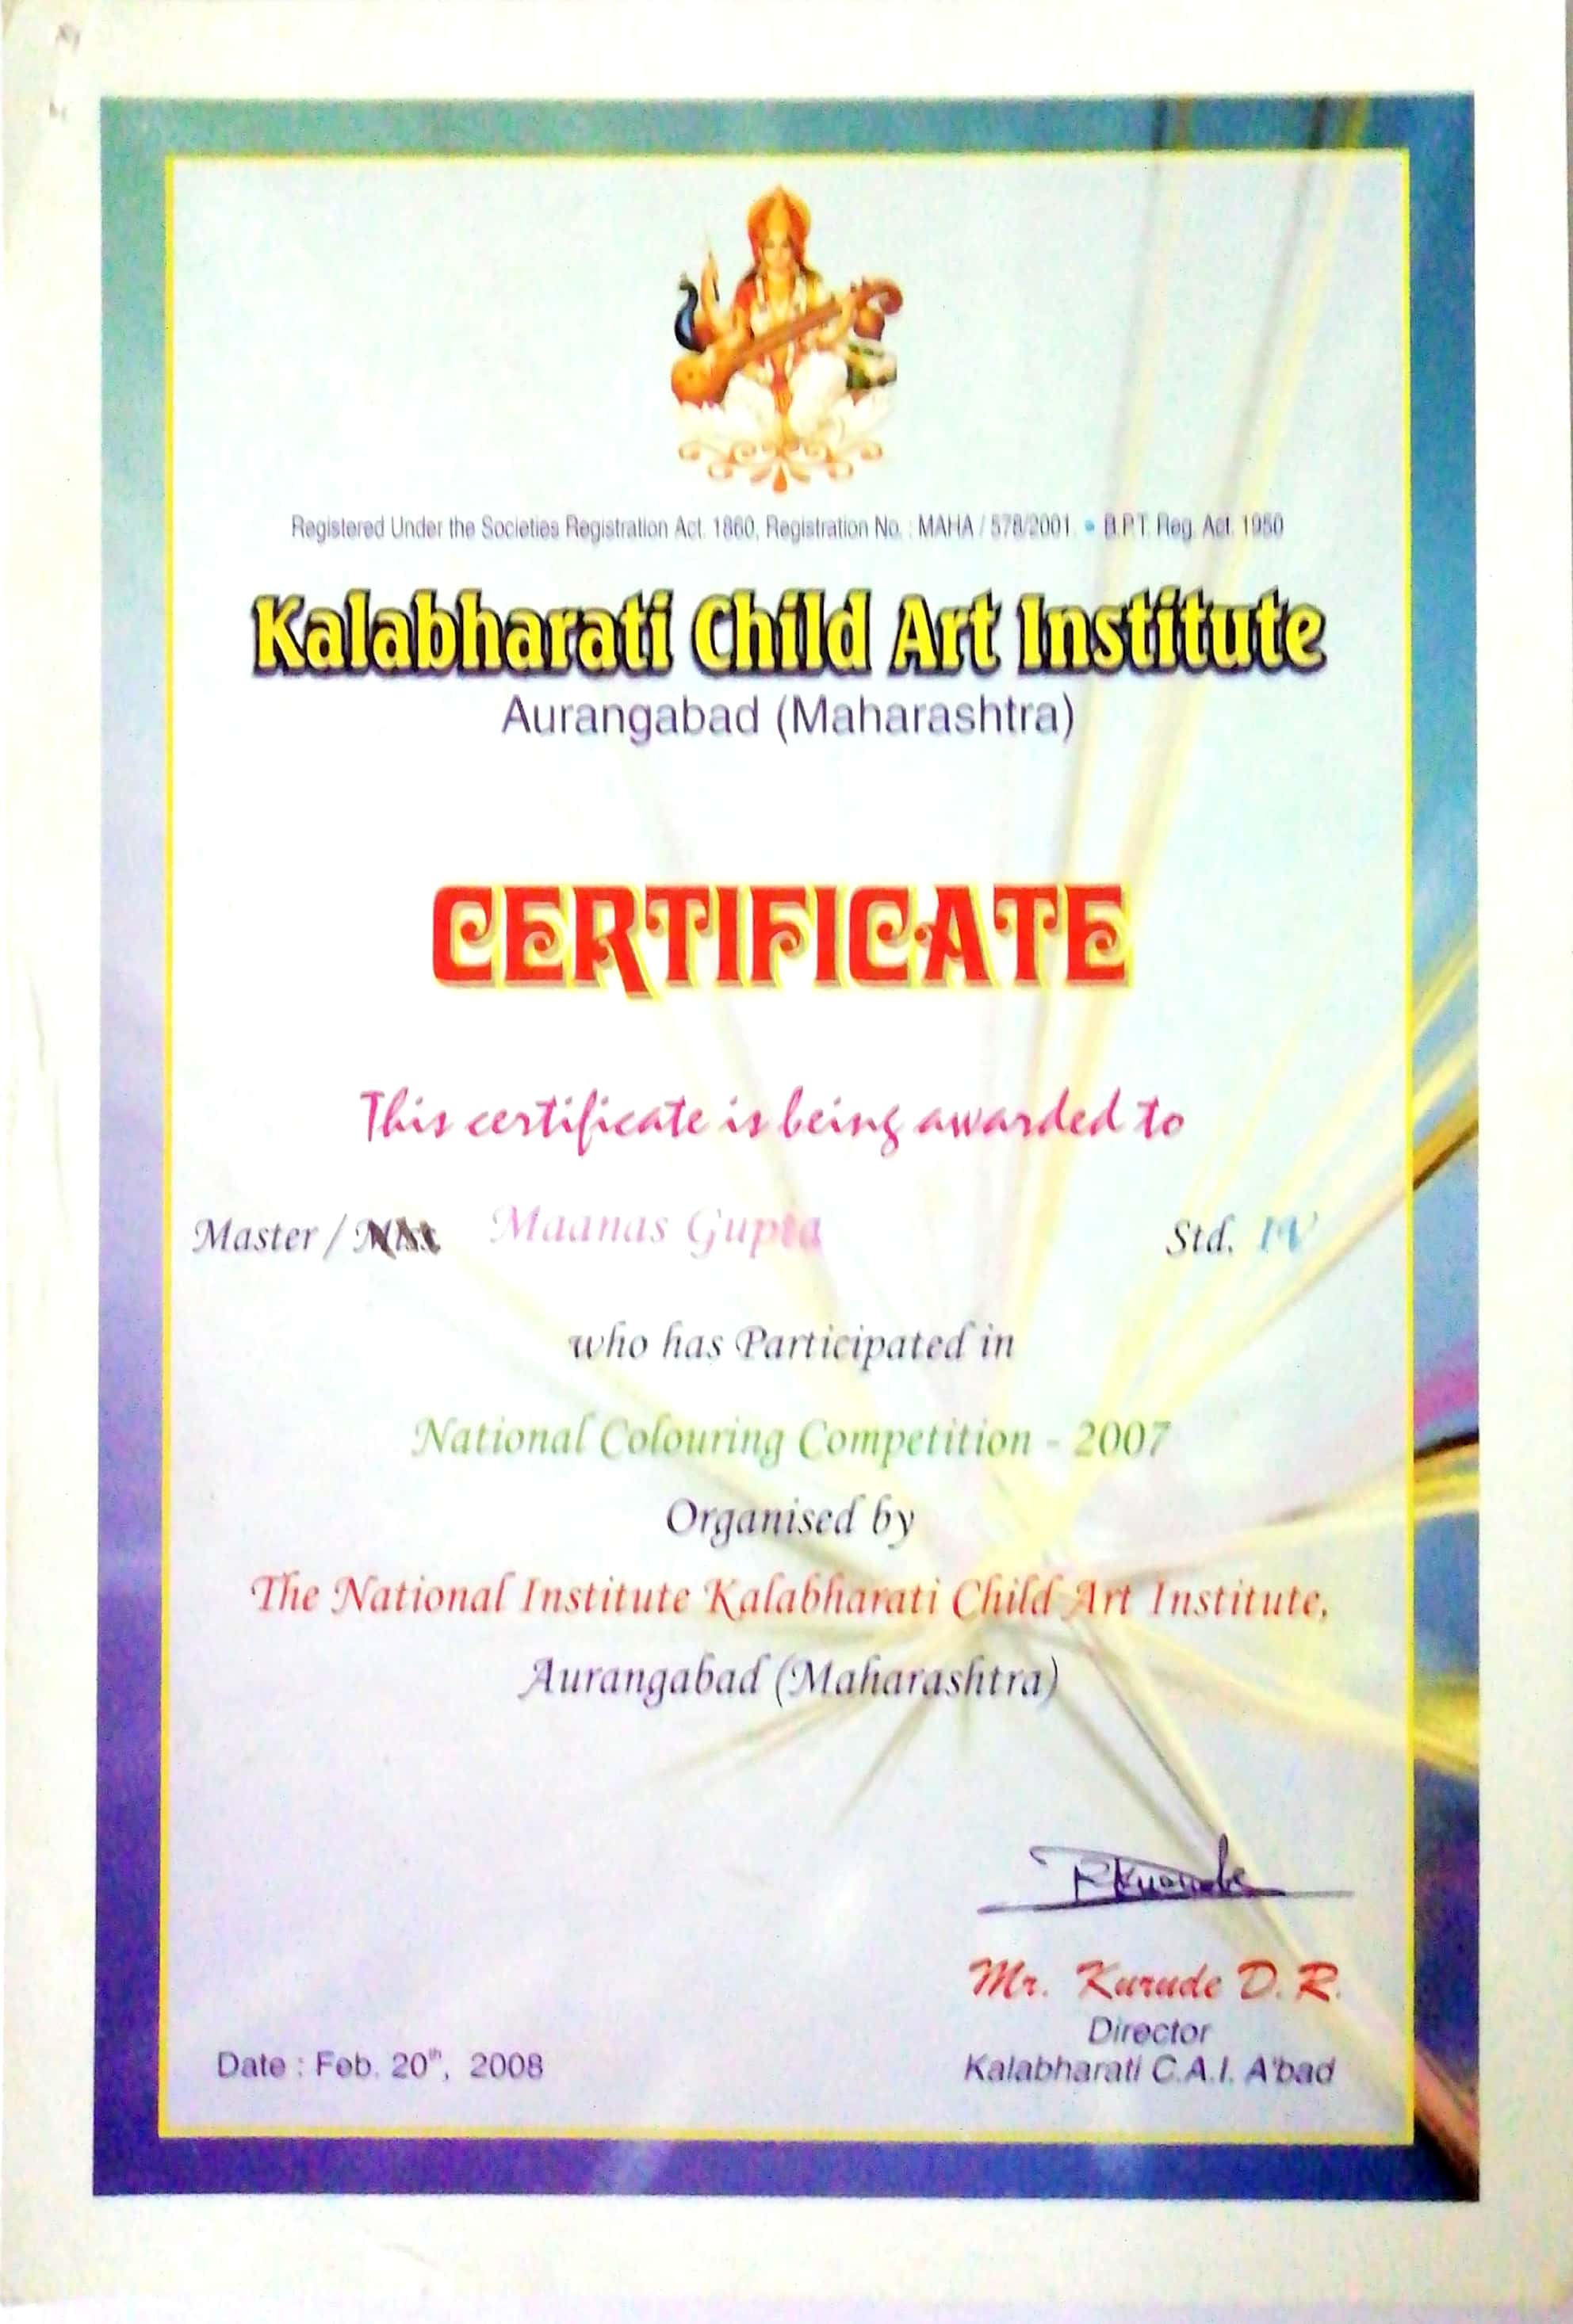 Registered Under the Societies Registration Act. 1860, Registration No. : MAHA / 578/2001 • B.P.T. Reg. Act. 1950
Kalabharati Child Art Institute
Aurangabad (Maharashtra)
CERTIFICATE
This certificate is being awarded to
Master / Miss. Maanas Gupta Std. IV
who has Participated in
National Colouring Competition - 2007
Organised by
The National Institute Kalabharati Child Art Institute,
Aurangabad (Maharashtra)
Mr. Kurude D. R.
Director
Date : Feb. 20th, 2008 Kalabharati C.A.I. A'bad